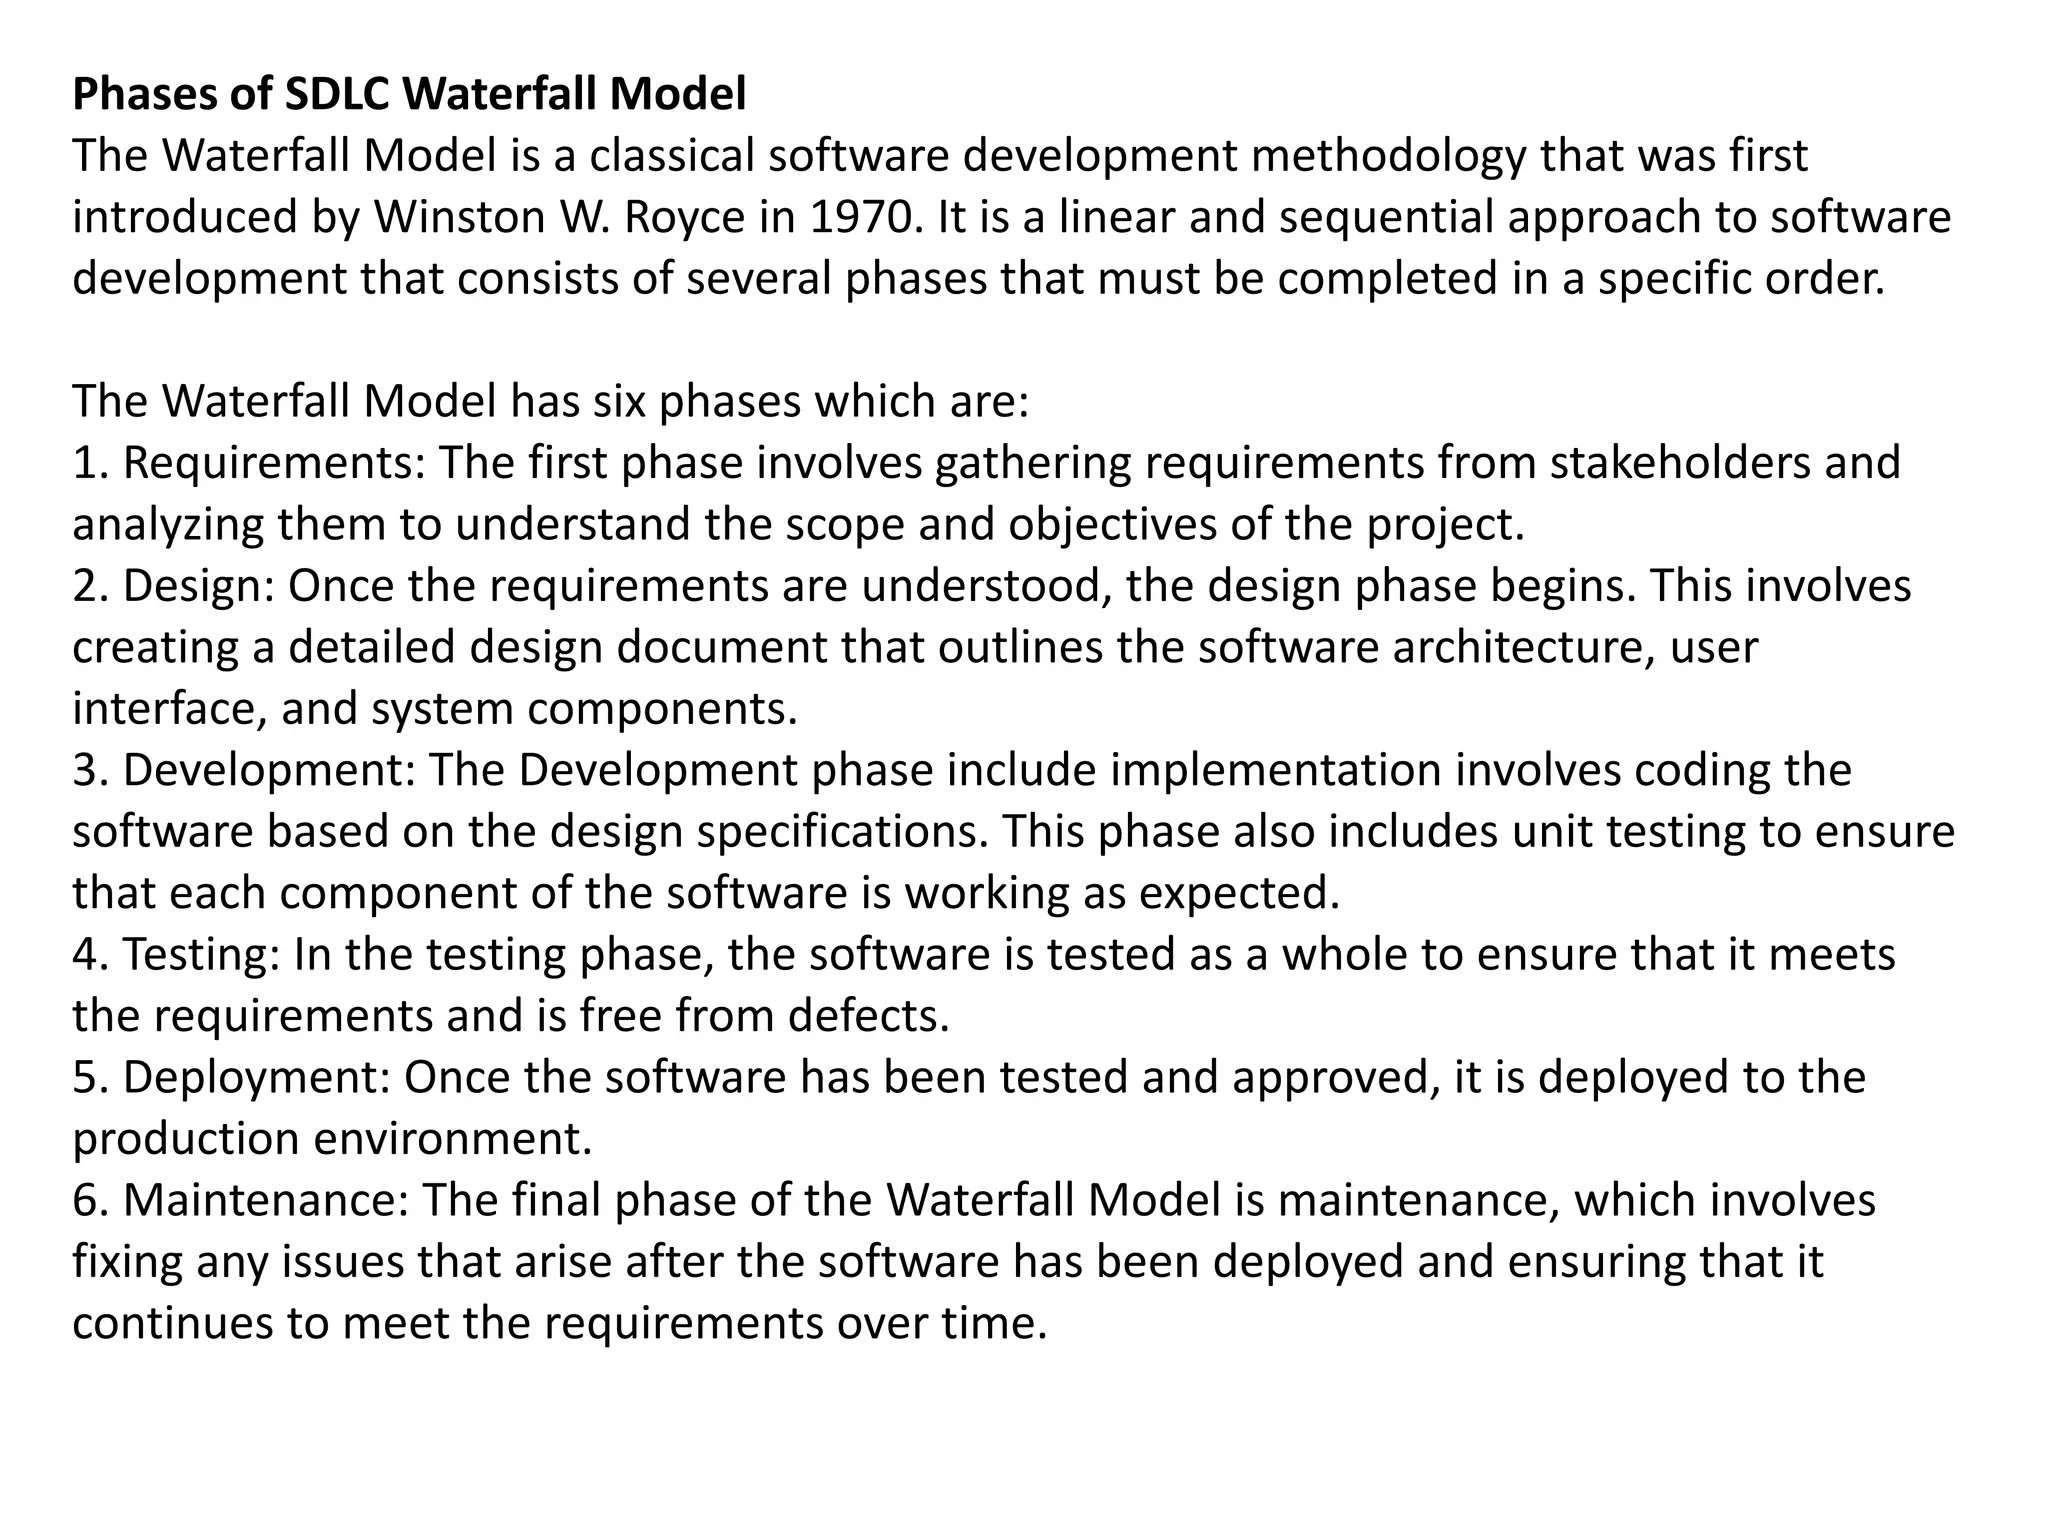 Phases of SDLC Waterfall Model
The Waterfall Model is a classical software development methodology that was first
introduced by Winston W. Royce in 1970. It is a linear and sequential approach to software
development that consists of several phases that must be completed in a specific order.
The Waterfall Model has six phases which are:
1. Requirements: The first phase involves gathering requirements from stakeholders and
analyzing them to understand the scope and objectives of the project.
2. Design: Once the requirements are understood, the design phase begins. This involves
creating a detailed design document that outlines the software architecture, user
interface, and system components.
3. Development: The Development phase include implementation involves coding the
software based on the design specifications. This phase also includes unit testing to ensure
that each component of the software is working as expected.
4. Testing: In the testing phase, the software is tested as a whole to ensure that it meets
the requirements and is free from defects.
5. Deployment: Once the software has been tested and approved, it is deployed to the
production environment.
6. Maintenance: The final phase of the Waterfall Model is maintenance, which involves
fixing any issues that arise after the software has been deployed and ensuring that it
continues to meet the requirements over time.